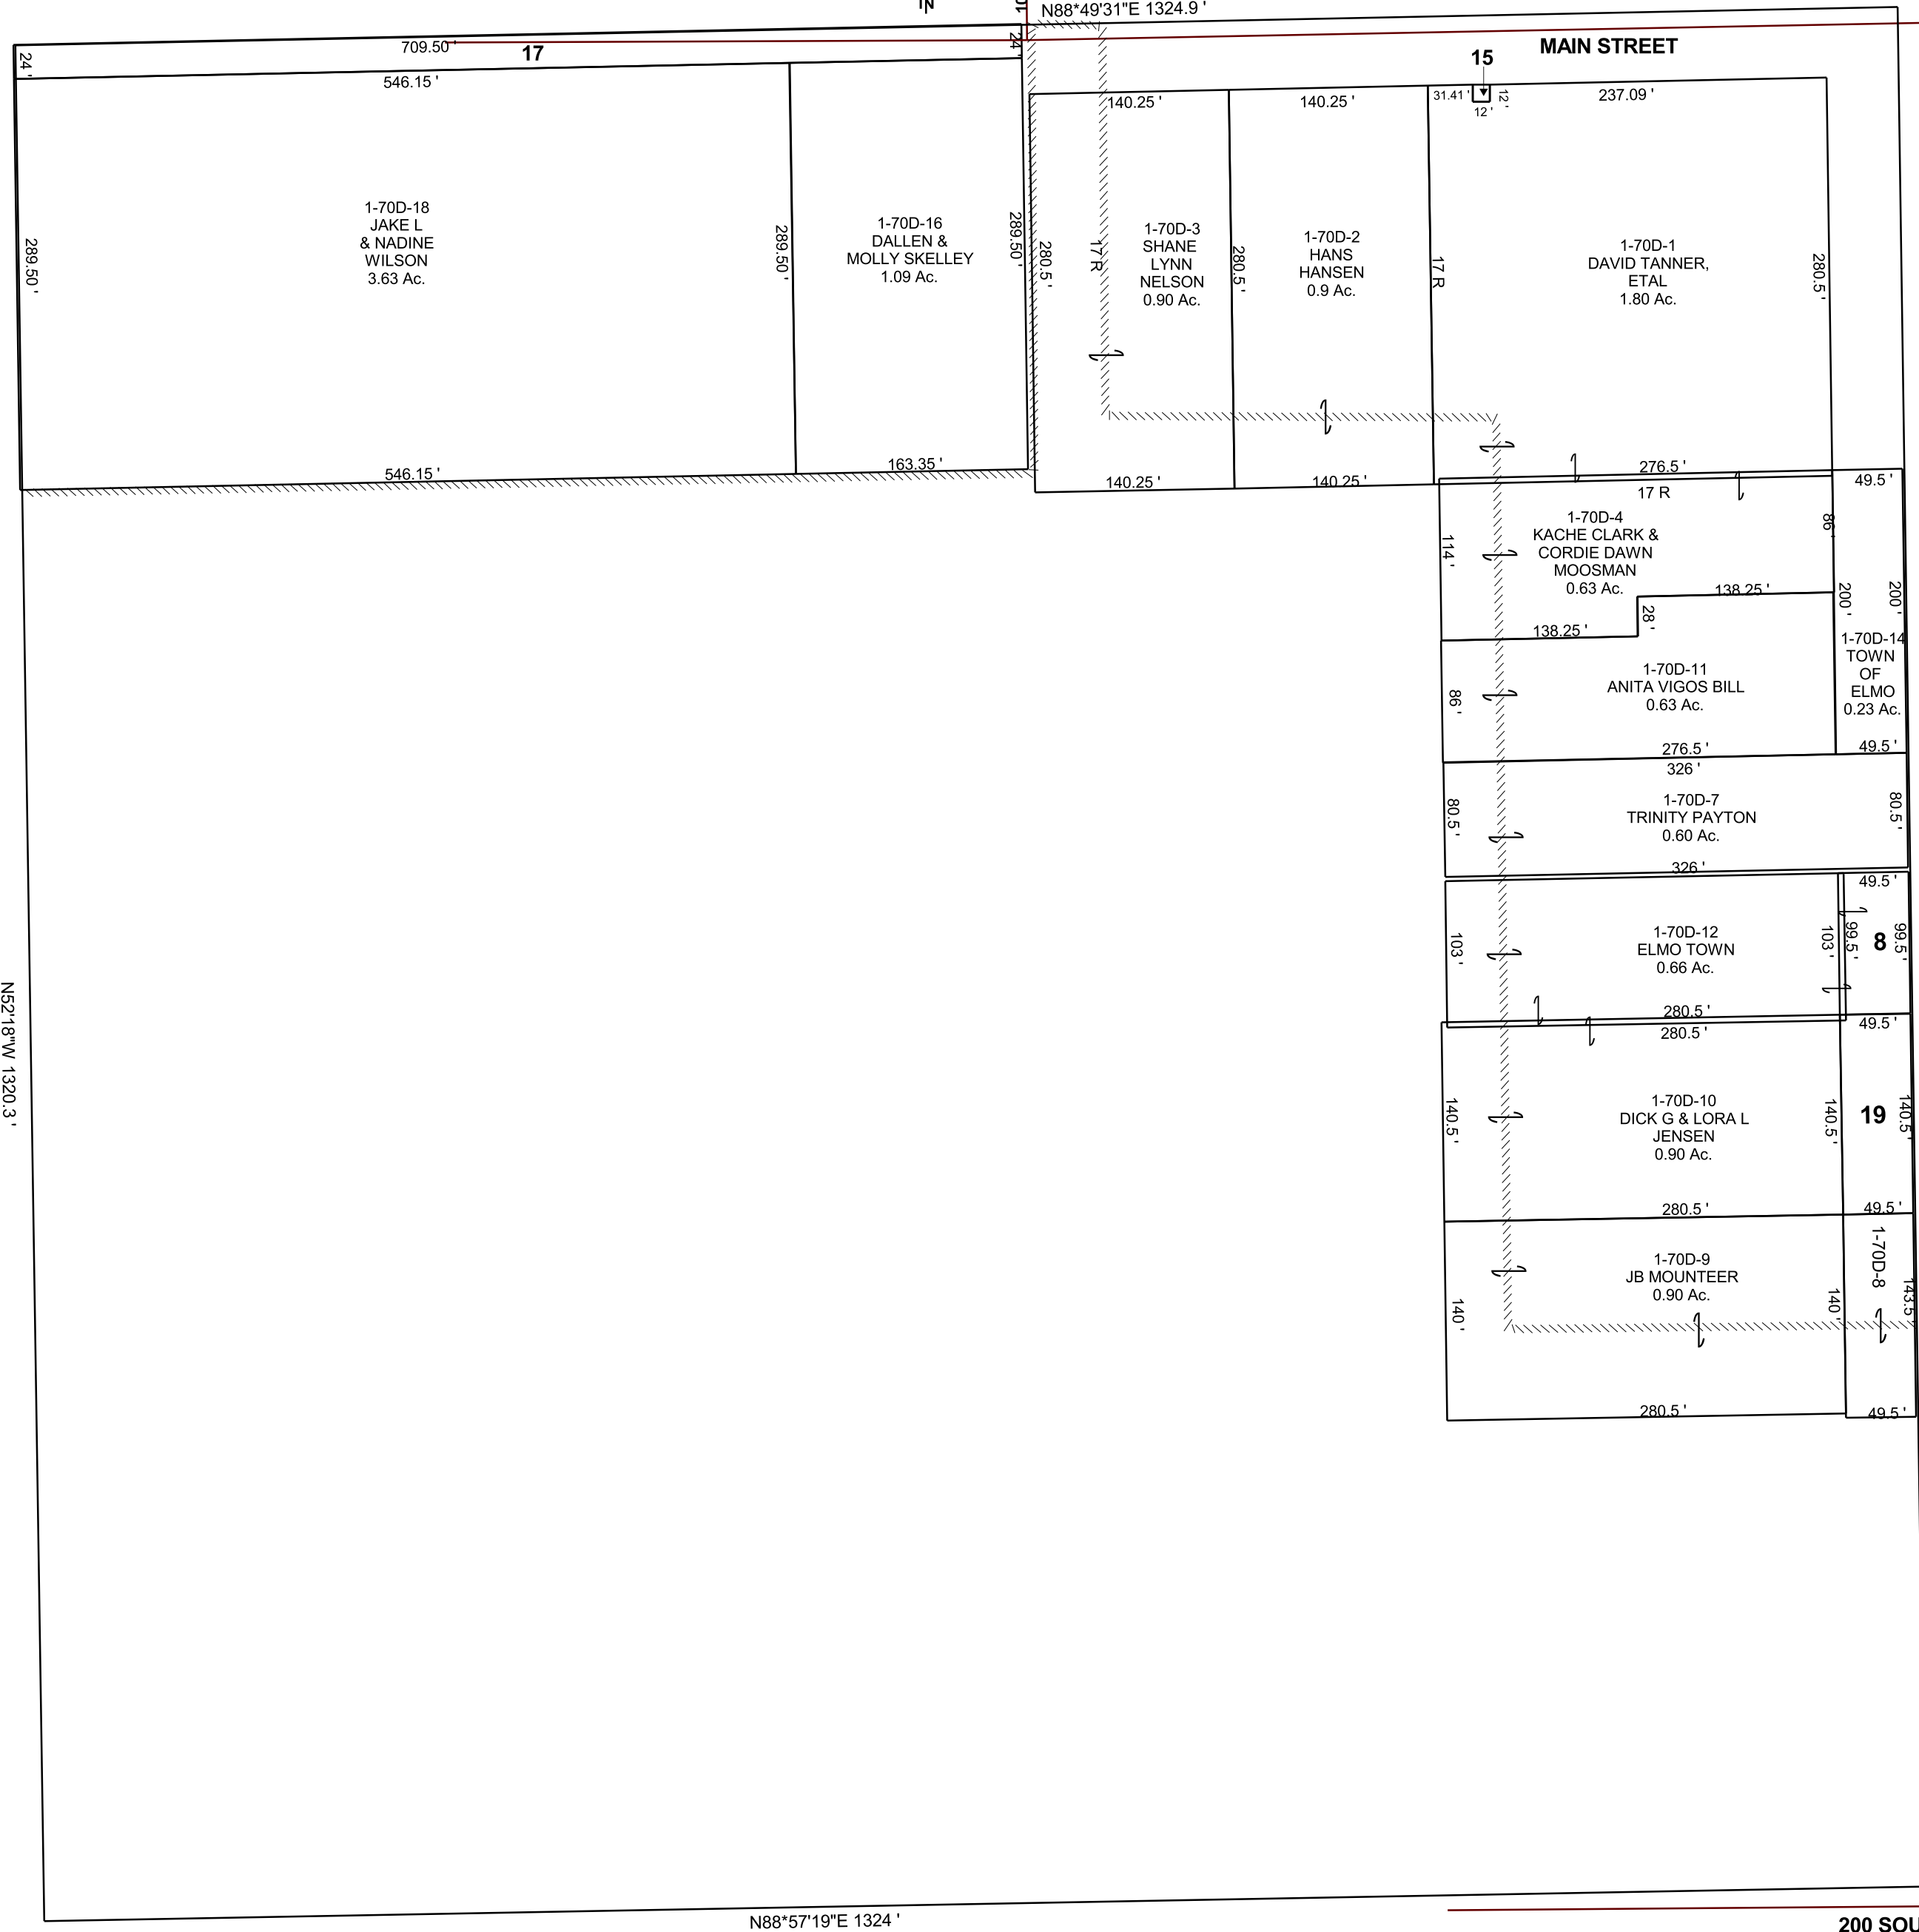 N88*49'31"E 1324.9 '
MAIN STREET
709.50 '
17
24 '
24 '
15
546.15 '
140.25 '
140.25 '
31.41 '
12 '
12 '
237.09 '
1-70D-18
JAKE L
& NADINE
WILSON
3.63 Ac.
289.50 '
289.50 '
1-70D-16
DALLEN &
MOLLY SKELLEY
1.09 Ac.
289.50 '
280.5 '
17 R
1-70D-3
SHANE
LYNN
NELSON
0.90 Ac.
280.5 '
1-70D-2
HANS
HANSEN
0.9 Ac.
17 R
1-70D-1
DAVID TANNER,
ETAL
1.80 Ac.
280.5 '
546.15 '
163.35 '
140.25 '
140.25 '
276.5 '
49.5 '
17 R
1-70D-4
KACHE CLARK &
CORDIE DAWN
MOOSMAN
0.63 Ac.
114 '
86 '
138.25 '
28 '
138.25 '
200 '
200 '
1-70D-14
TOWN
OF
ELMO
0.23 Ac.
1-70D-11
ANITA VIGOS BILL
0.63 Ac.
86 '
276.5 '
49.5 '
326 '
1-70D-7
TRINITY PAYTON
0.60 Ac.
80.5 '
80.5 '
326 '
49.5 '
1-70D-12
ELMO TOWN
0.66 Ac.
103 '
103 '
99.5 '
8
99.5 '
280.5 '
49.5 '
280.5 '
1-70D-10
DICK G & LORA L
JENSEN
0.90 Ac.
140.5 '
140.5 '
19
140.5 '
280.5 '
49.5 '
1-70D-9
JB MOUNTEER
0.90 Ac.
140 '
140 '
1-70D-8
143.5
280.5 '
49.5 '
N52'18"W 1320.3 '
N88*57'19"E 1324 '
200 SOU